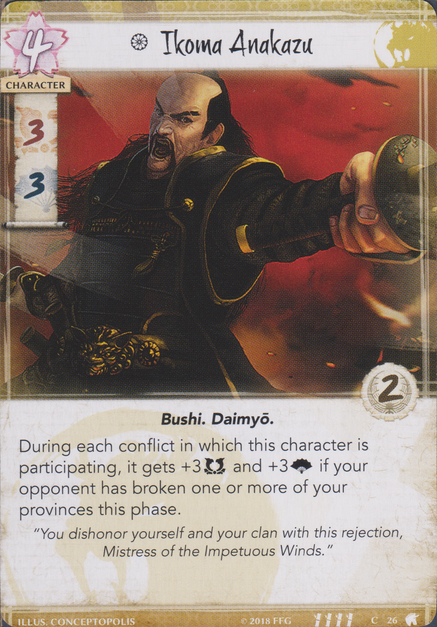 4
Ikoma Anakazu
CHARACTER
3
3
2
Bushi. Daimyō.
During each conflict in which this character is
participating, it gets +3 and +3 if your
opponent has broken one or more of your
provinces this phase.
“You dishonor yourself and your clan with this rejection,
Mistress of the Impetuous Winds.”
ILLUS. CONCEPTOPOLIS © 2018 FFG C 26